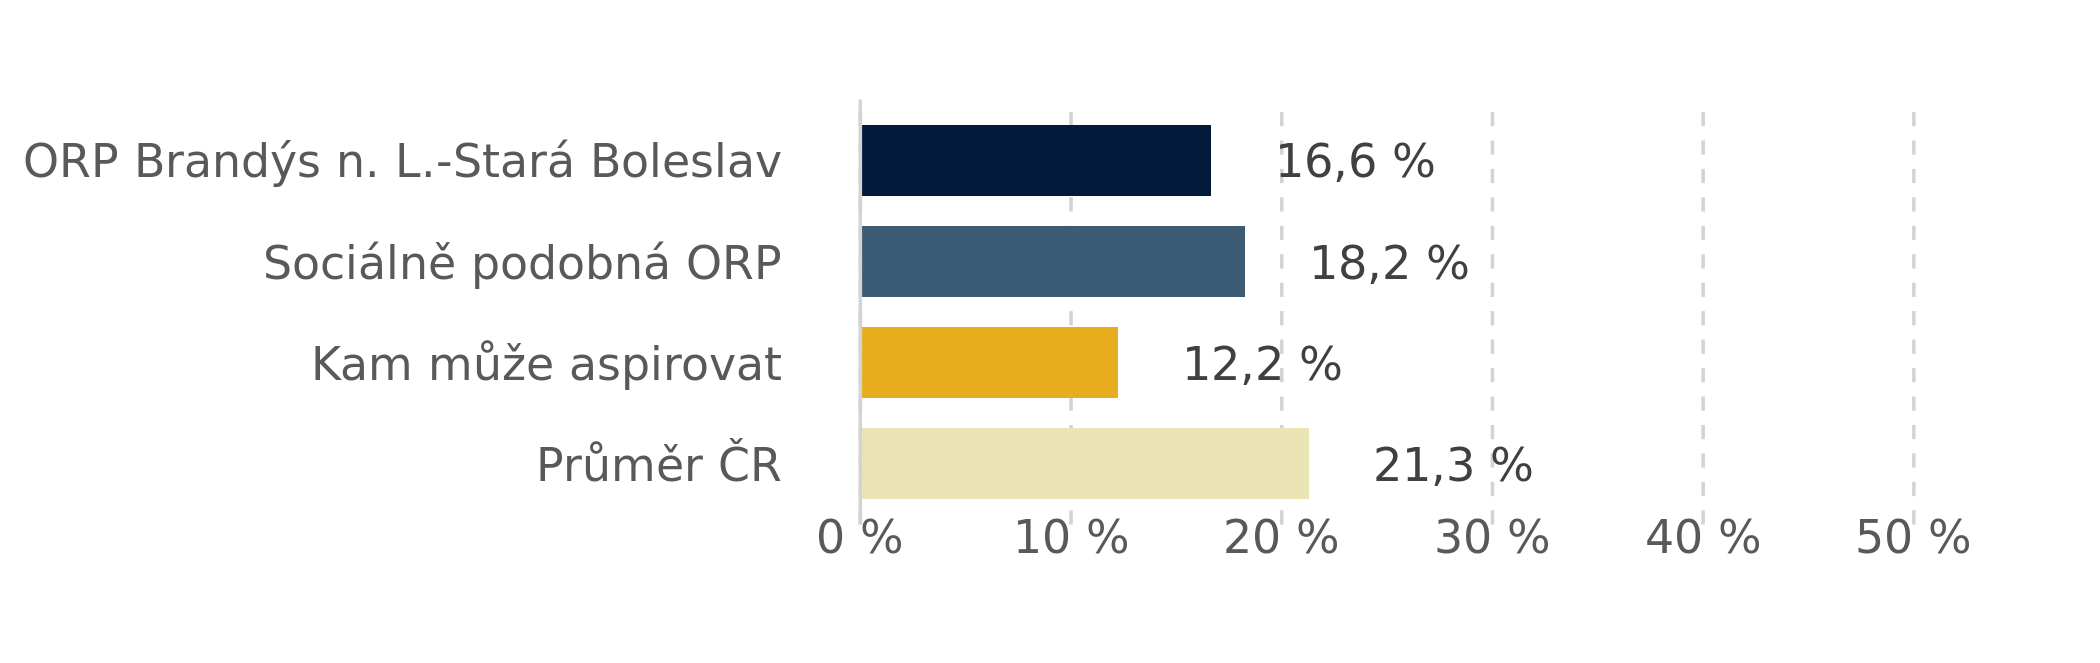 ORP Brandýs n. L.-Stará Boleslav 16,6 %
Sociálně podobná ORP 18,2 %
Kam může aspirovat 12,2 %
Průměr ČR 21,3 %
0 % 10 % 20 % 30 % 40 % 50 %